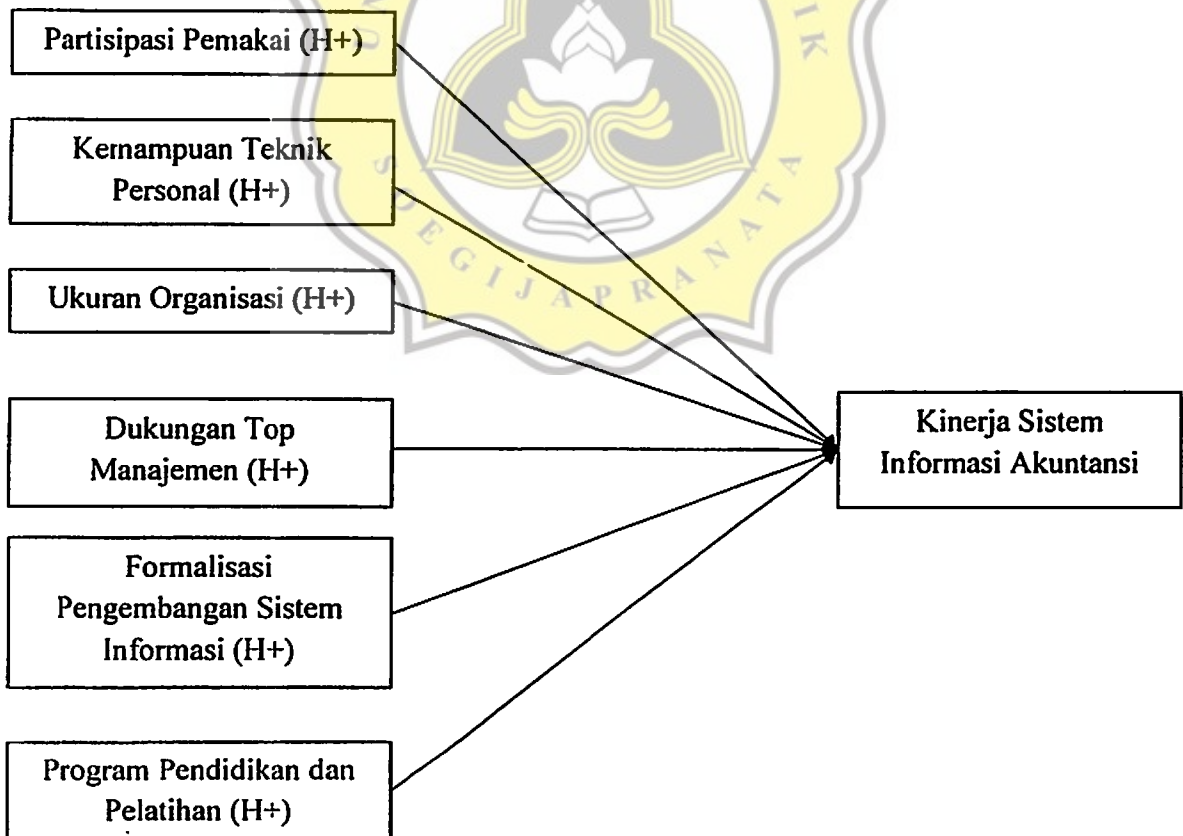 Partisipasi Pemakai (H+)
Kemampuan Teknik
Personal (H+)
Ukuran Organisasi (H+)
Dukungan Top
Manajemen (H+)
Formalisasi
Pengembangan Sistem
Informasi (H+)
Program Pendidikan dan
Pelatihan (H+)
Kinerja Sistem
Informasi Akuntansi
SOEGIJAPRANATA